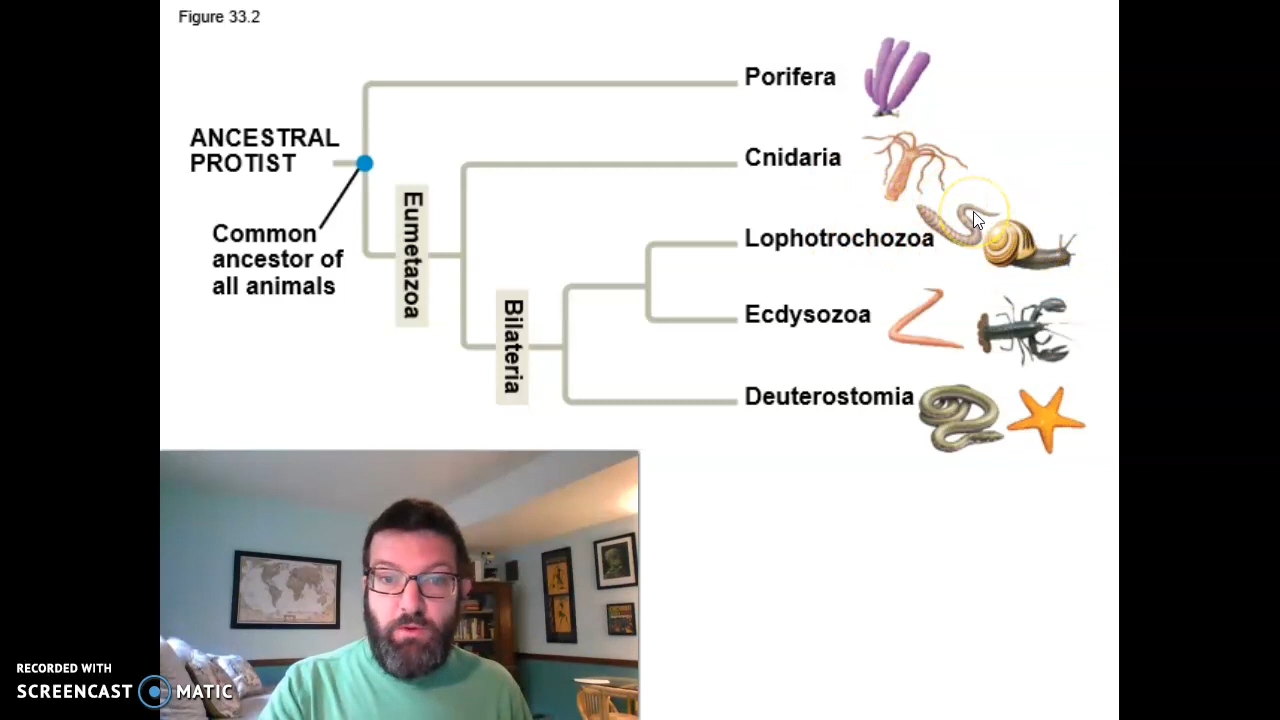 Figure 33.2
Porifera
ANCESTRAL
PROTIST
Cnidaria
Eumetazoa
Common
ancestor of
all animals
Lophotrochozoa
Bilateria
Ecdysozoa
Deuterostomia
RECORDED WITH
SCREENCAST MATIC